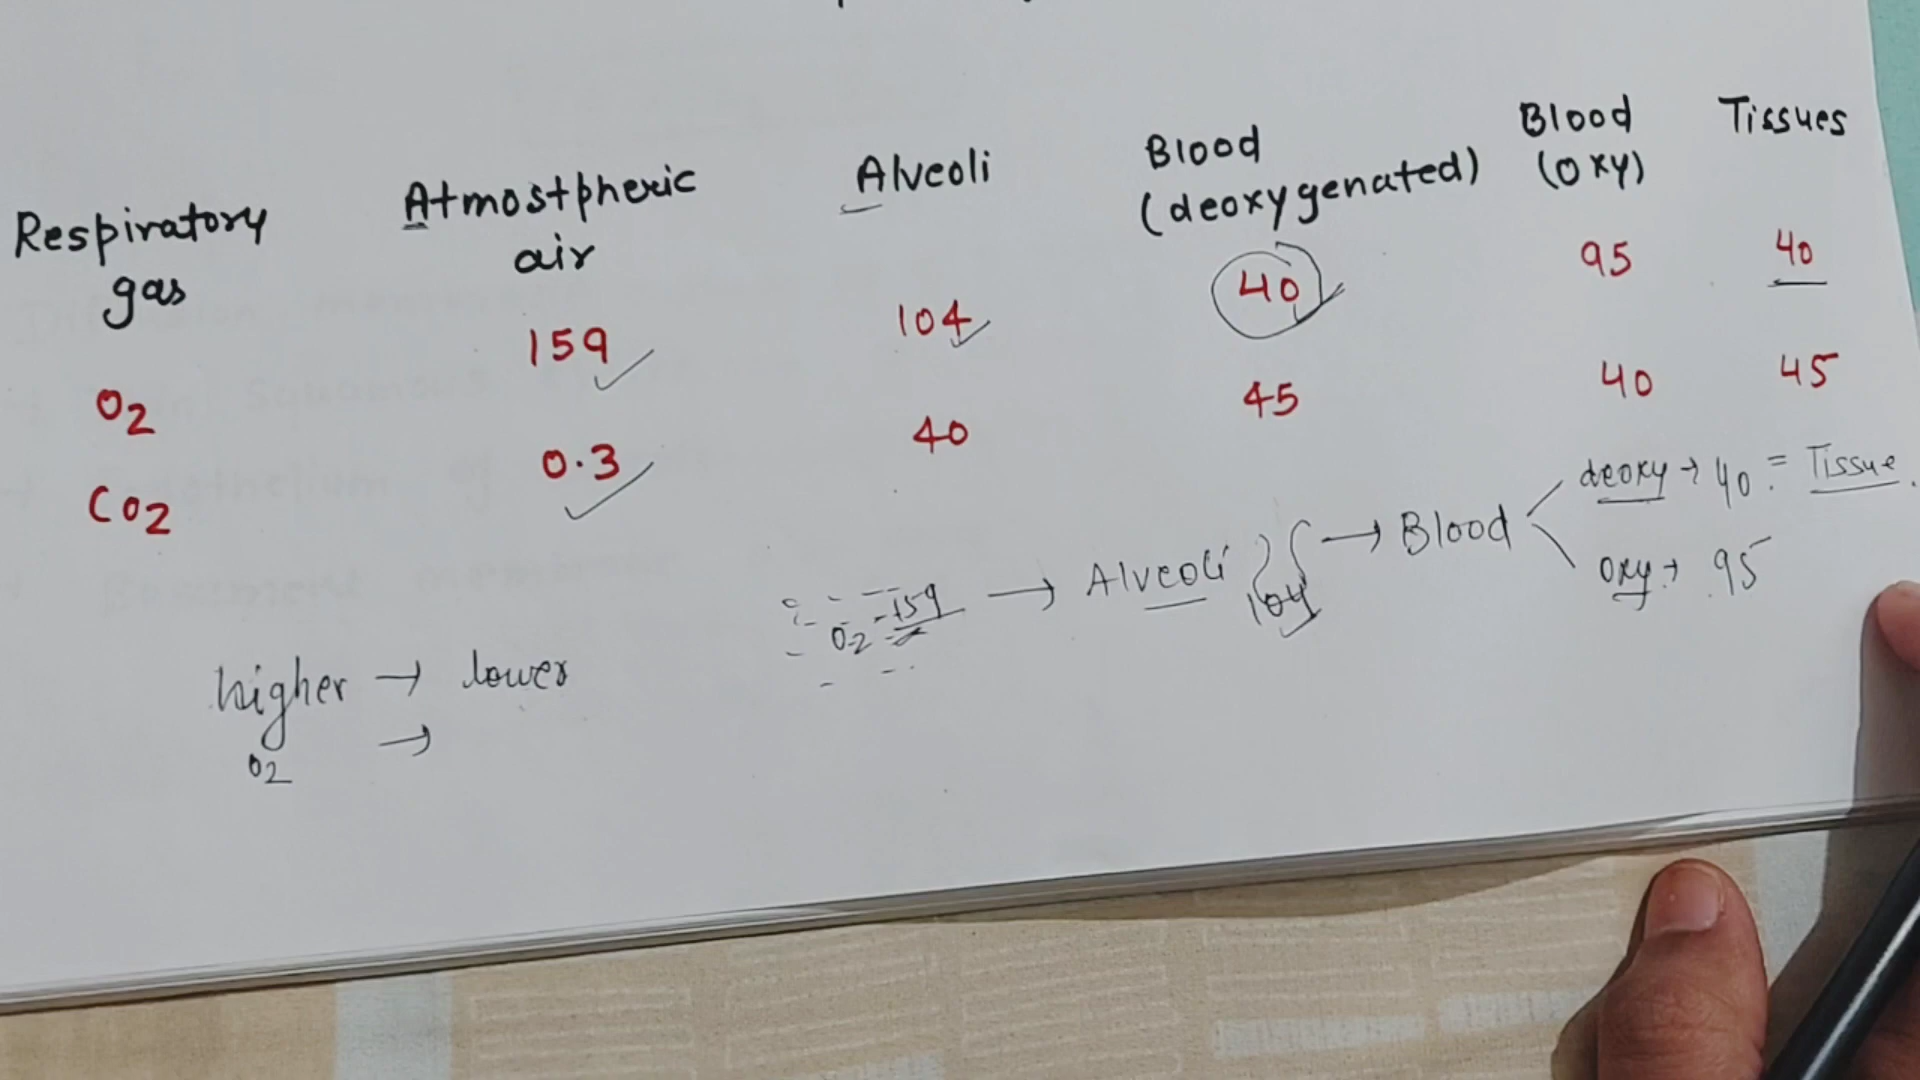 Respiratory gas
Atmostpheric air
Alveoli
Blood (deoxygenated)
Blood (oxy)
Tissues
O2 159 104 40 95 40
CO2 0.3 40 45 40 45
O2 - 159 → Alveoli 104 → Blood
deoxy → 40 = Tissue
oxy → 95
higher → lower
O2 →